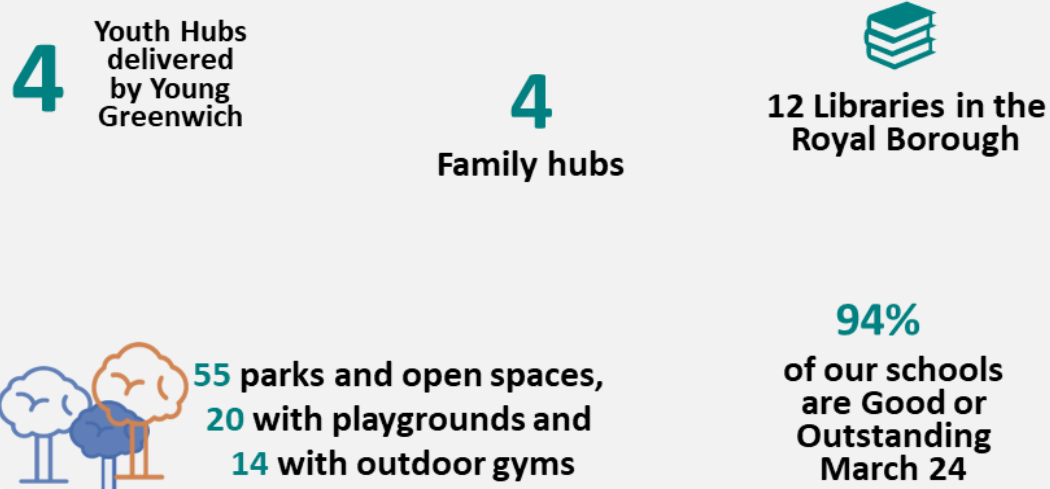 4
Youth Hubs
delivered
by Young
Greenwich
4
Family hubs
12 Libraries in the
Royal Borough
55 parks and open spaces,
20 with playgrounds and
14 with outdoor gyms
94%
of our schools
are Good or
Outstanding
March 24